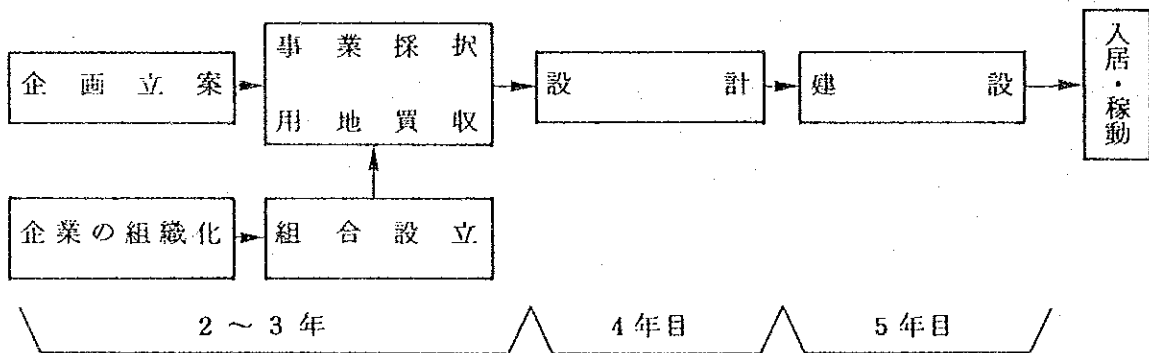 企画立案
事業採択
用地買収
設計
建設
入居・稼動
企業の組織化
組合設立
2～3年
4年目
5年目